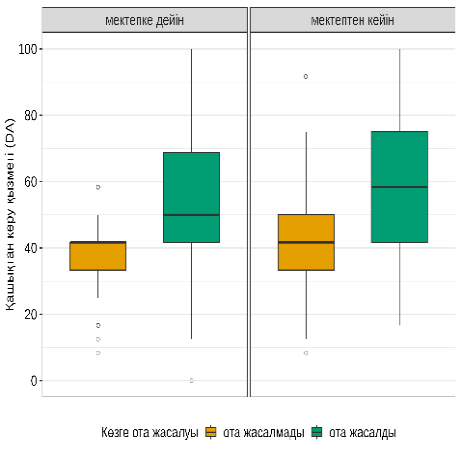 мектепке дейін
мектептен кейін
Қашықтан көру қызметі (DA)
100
80
60
40
20
0
Көзге ота жасалуы ота жасалмады ота жасалды